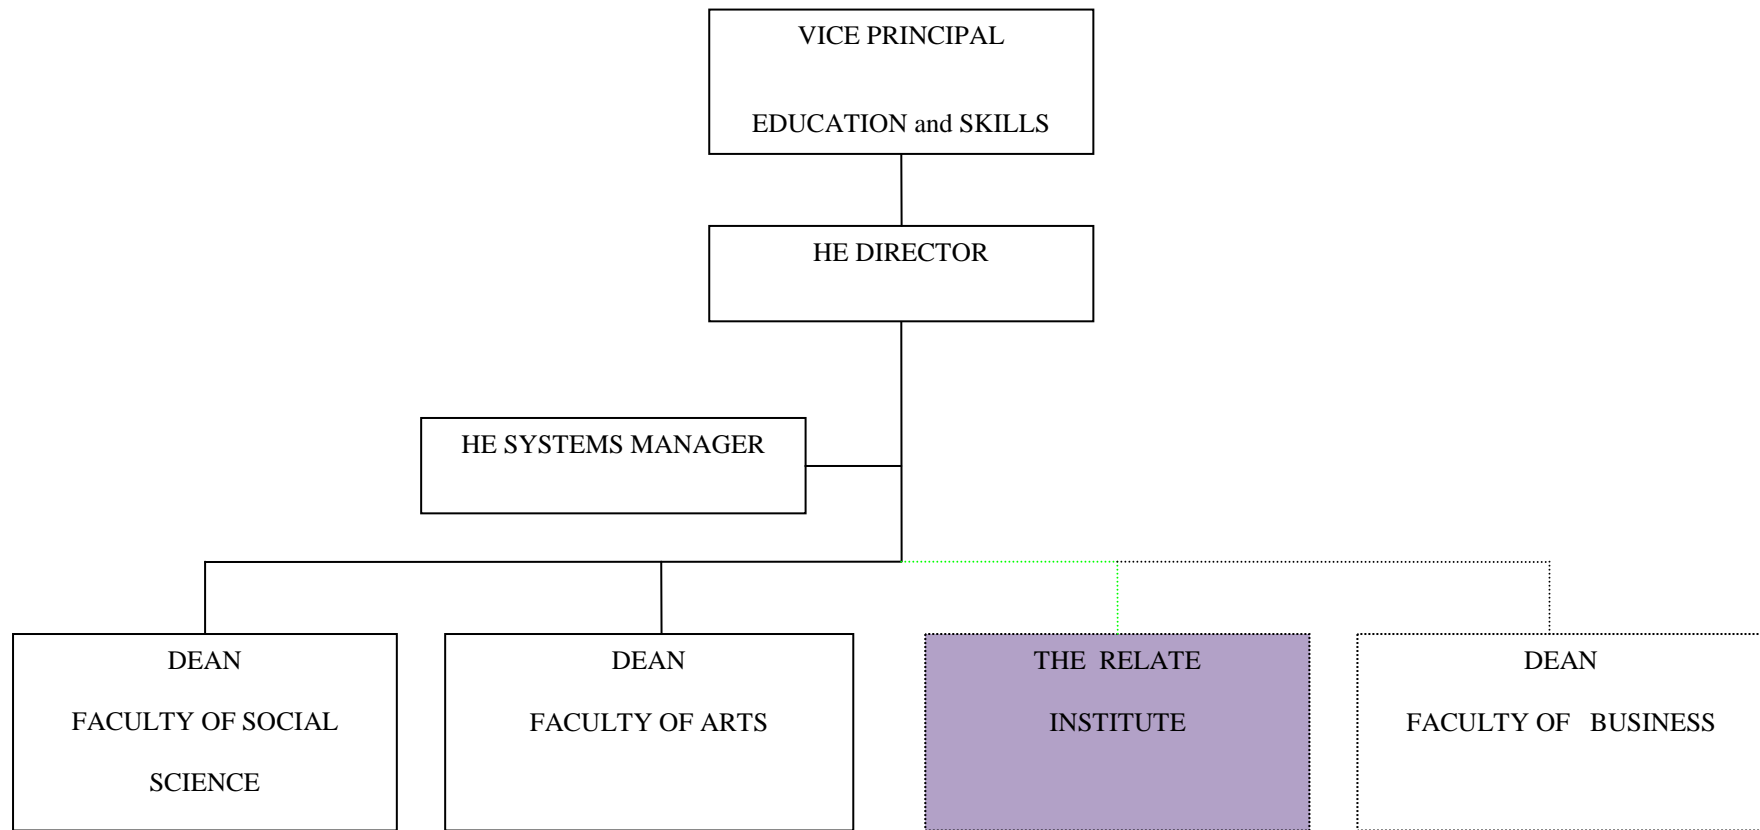 VICE PRINCIPAL
EDUCATION and SKILLS
HE DIRECTOR
HE SYSTEMS MANAGER
DEAN
FACULTY OF SOCIAL
SCIENCE
DEAN
FACULTY OF ARTS
THE RELATE
INSTITUTE
DEAN
FACULTY OF BUSINESS